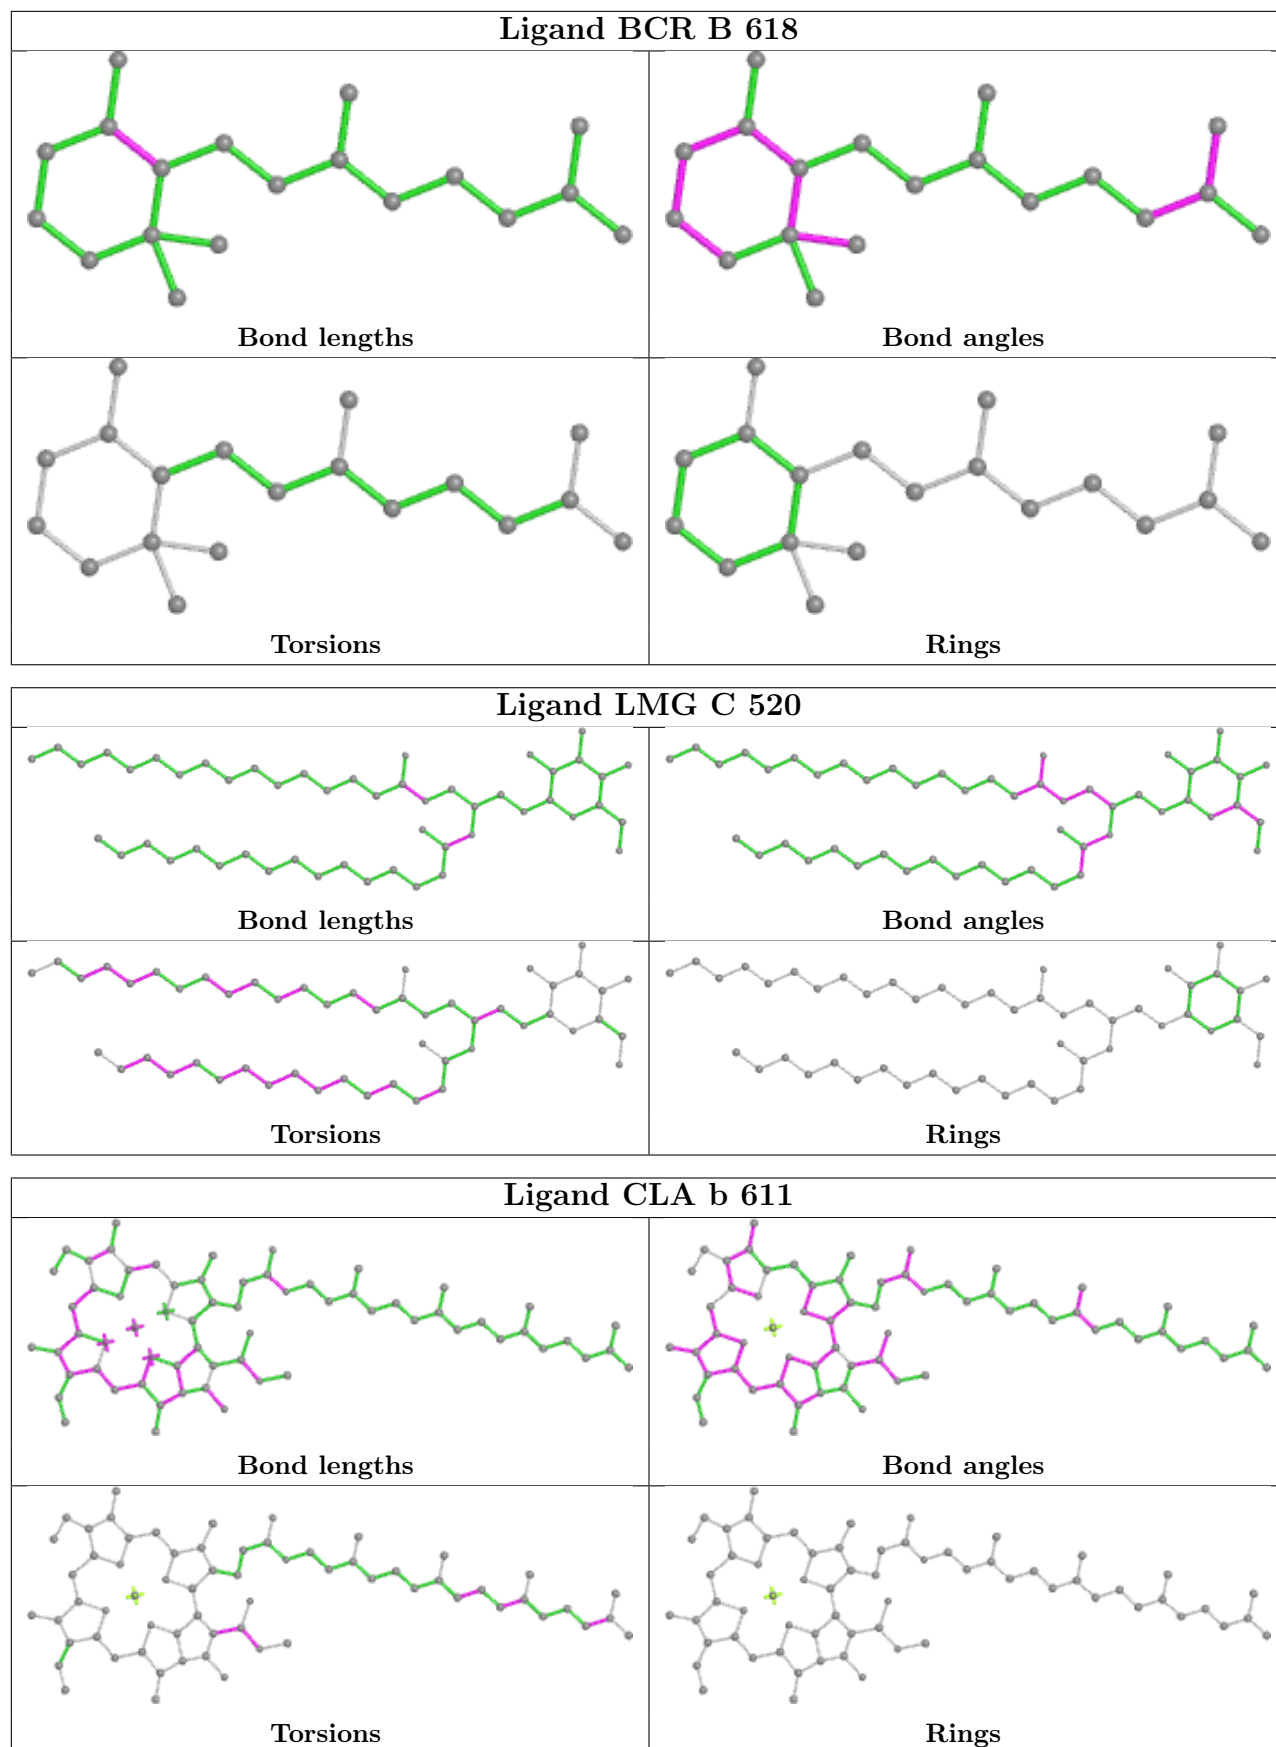 Ligand BCR B 618
Bond lengths
Bond angles
Torsions
Rings
Ligand LMG C 520
Bond lengths
Bond angles
Torsions
Rings
Ligand CLA b 611
Bond lengths
Bond angles
Torsions
Rings